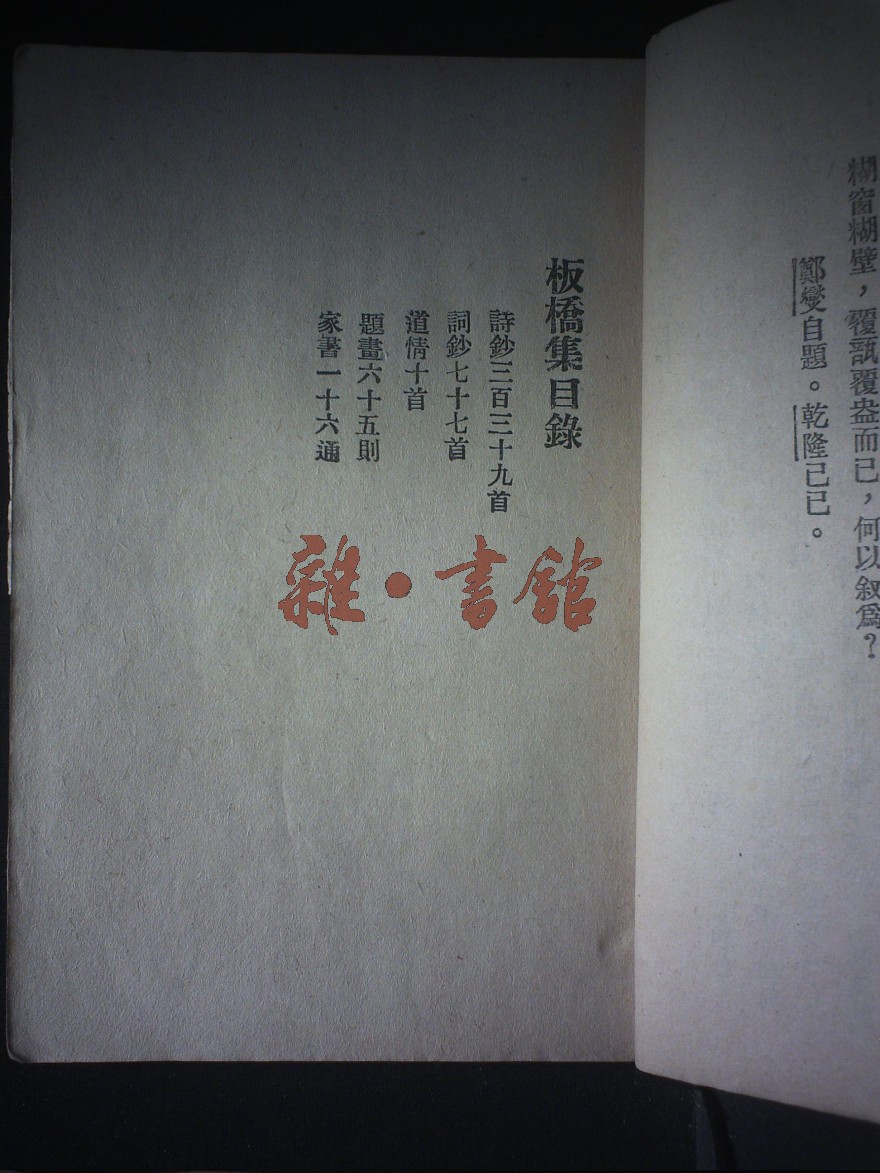 糊窗糊壁，覆瓿覆盎而已，何以叙爲？
鄭燮自題。乾隆己巳。
板橋集目錄
詩鈔三百三十九首
詞鈔七十七首
道情十首
題畫六十五則
家書一十六通
雜·書館